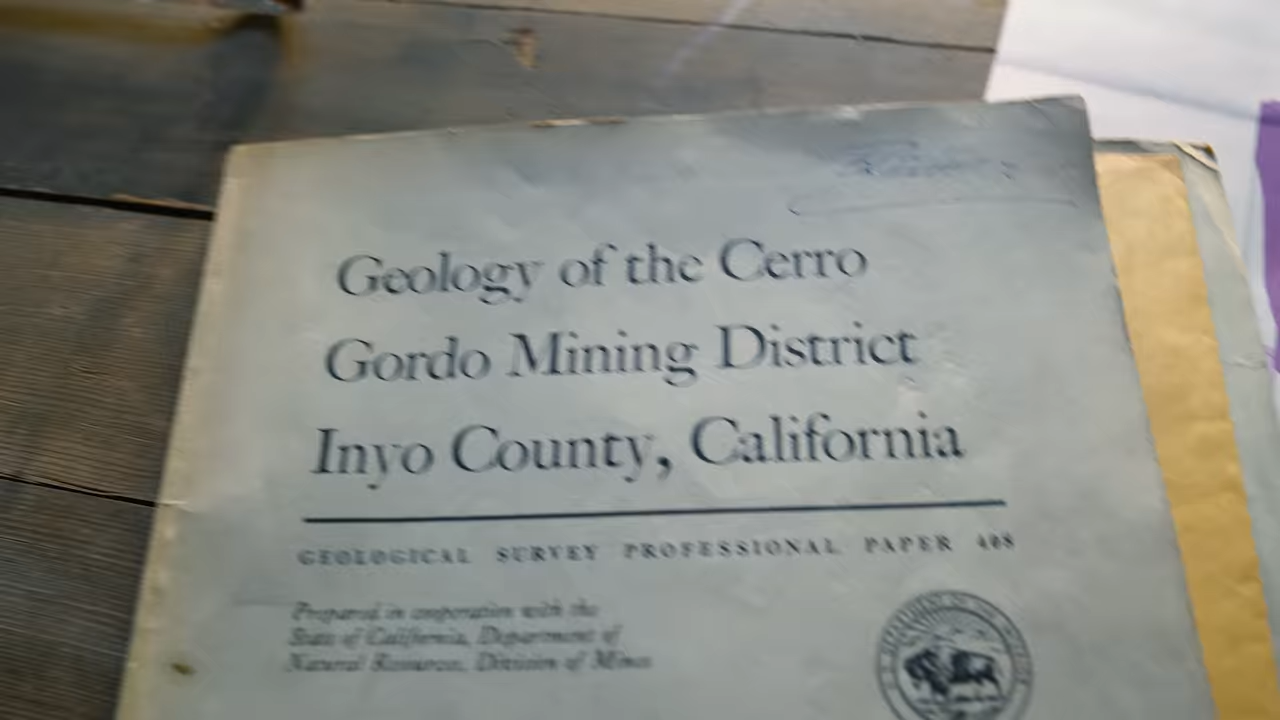 Geology of the Cerro
Gordo Mining District
Inyo County, California
GEOLOGICAL SURVEY PROFESSIONAL PAPER 408
Prepared in cooperation with the
State of California, Department of
Natural Resources, Division of Mines